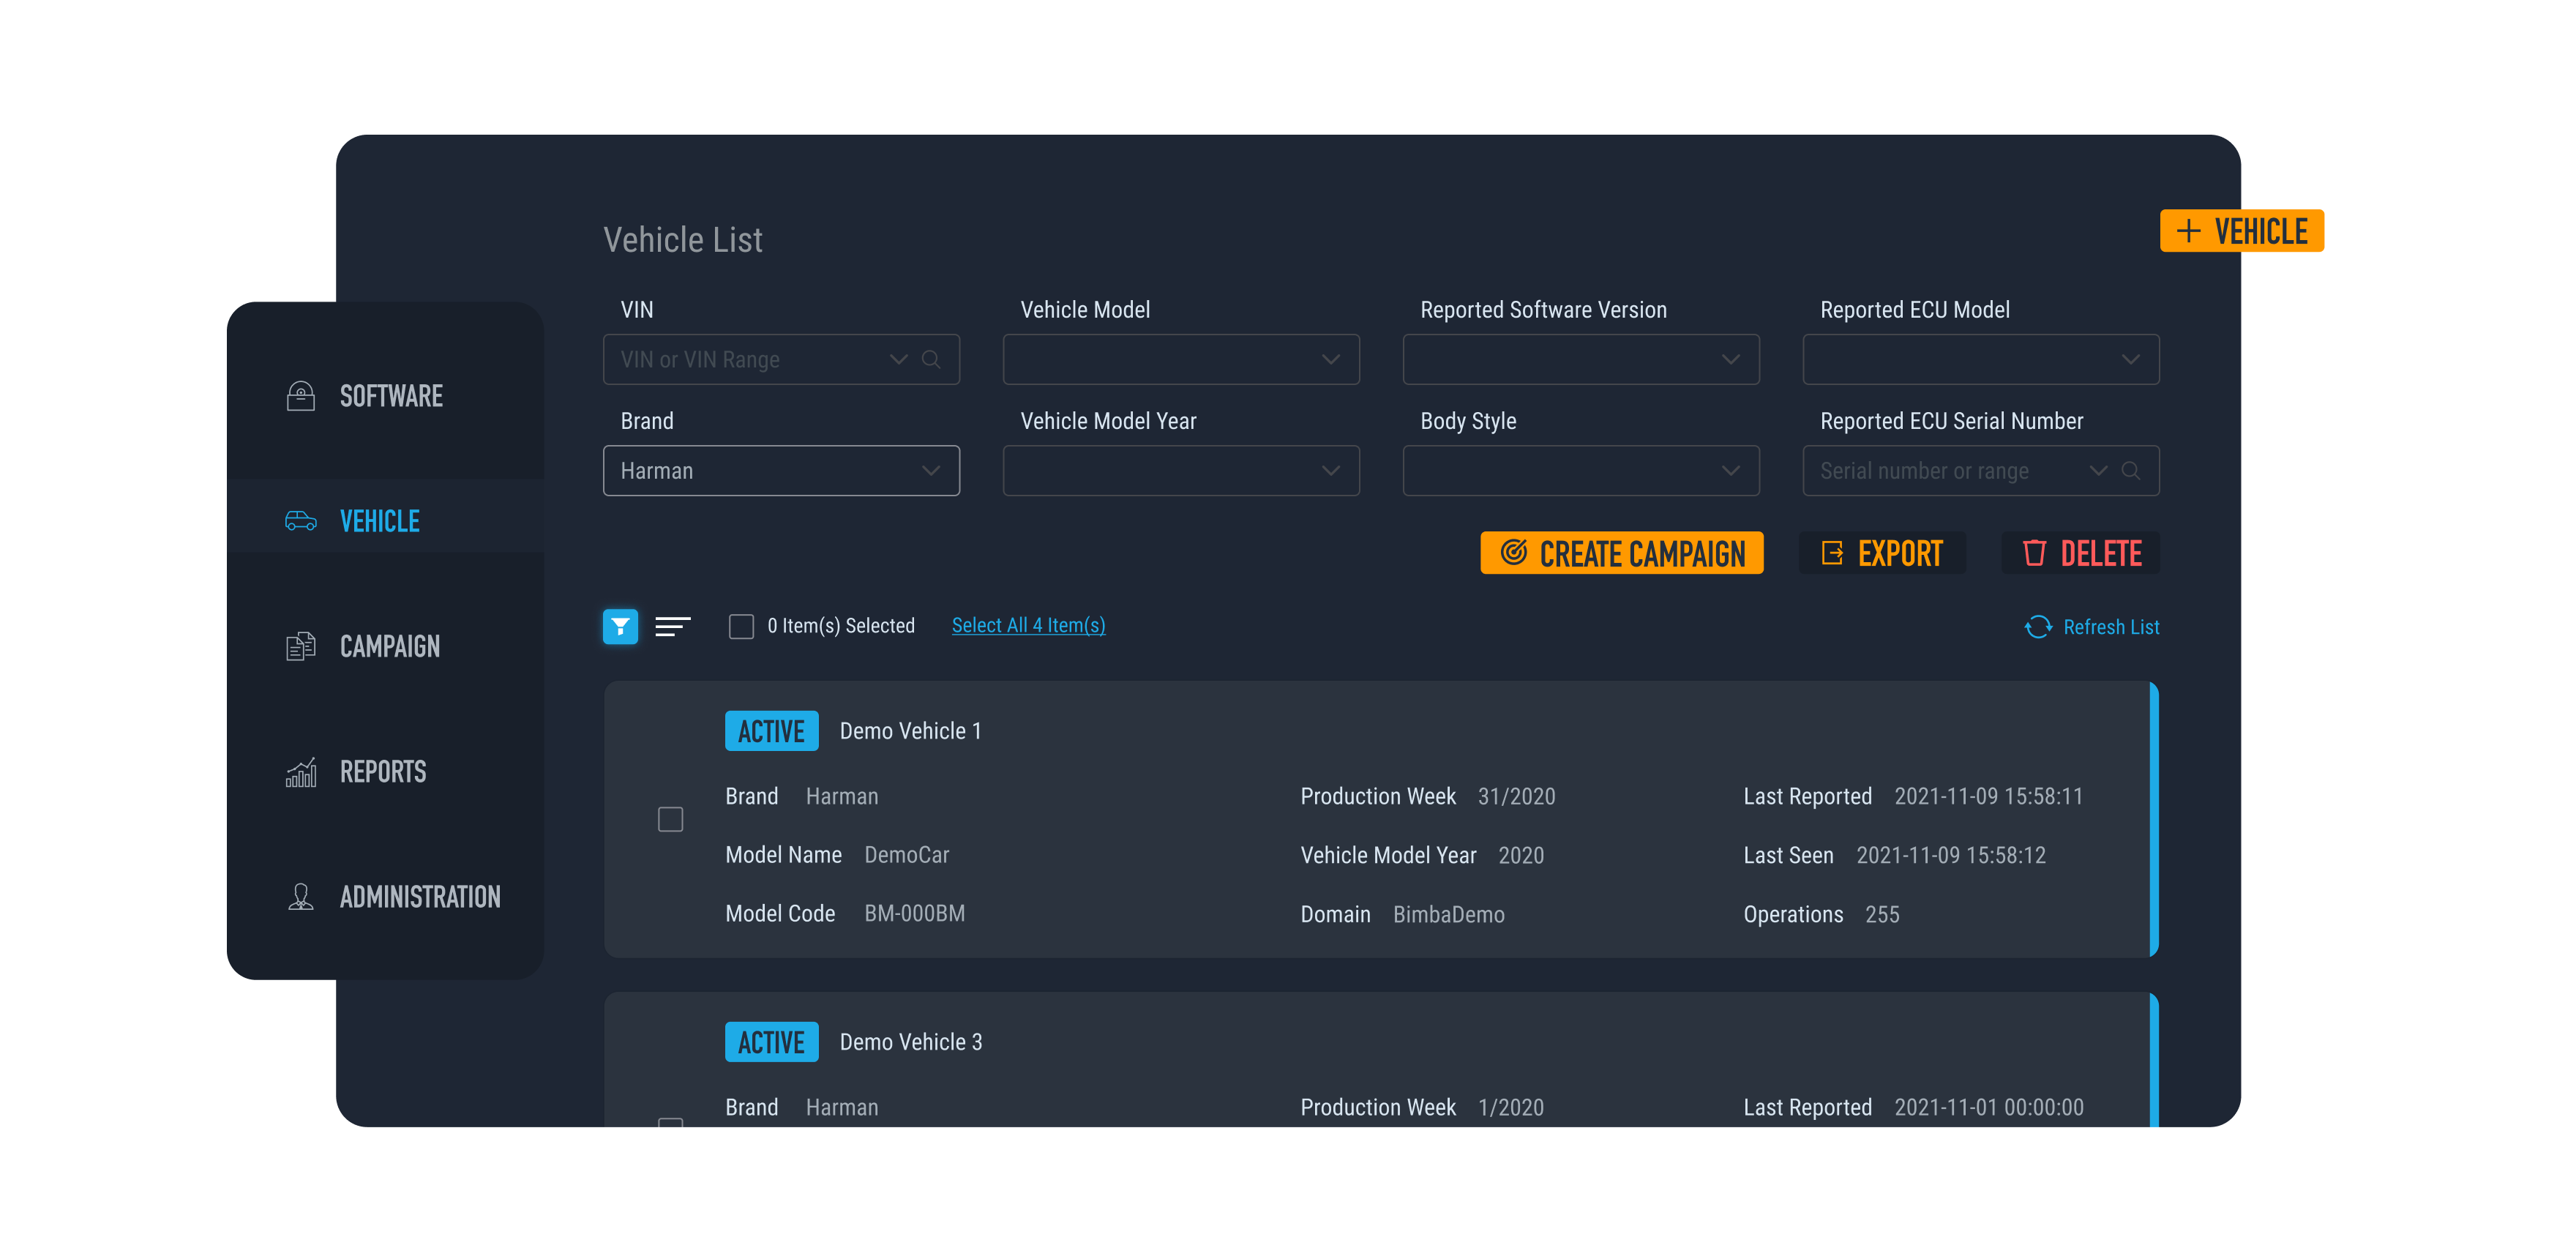 Vehicle List
+ VEHICLE
SOFTWARE
VEHICLE
CAMPAIGN
REPORTS
ADMINISTRATION
VIN
Vehicle Model
Reported Software Version
Reported ECU Model
VIN or VIN Range
Brand
Vehicle Model Year
Body Style
Reported ECU Serial Number
Harman
Serial number or range
CREATE CAMPAIGN
EXPORT
DELETE
0 Item(s) Selected
Select All 4 Item(s)
Refresh List
ACTIVE Demo Vehicle 1
Brand Harman
Production Week 31/2020
Last Reported 2021-11-09 15:58:11
Model Name DemoCar
Vehicle Model Year 2020
Last Seen 2021-11-09 15:58:12
Model Code BM-000BM
Domain BimbaDemo
Operations 255
ACTIVE Demo Vehicle 3
Brand Harman
Production Week 1/2020
Last Reported 2021-11-01 00:00:00